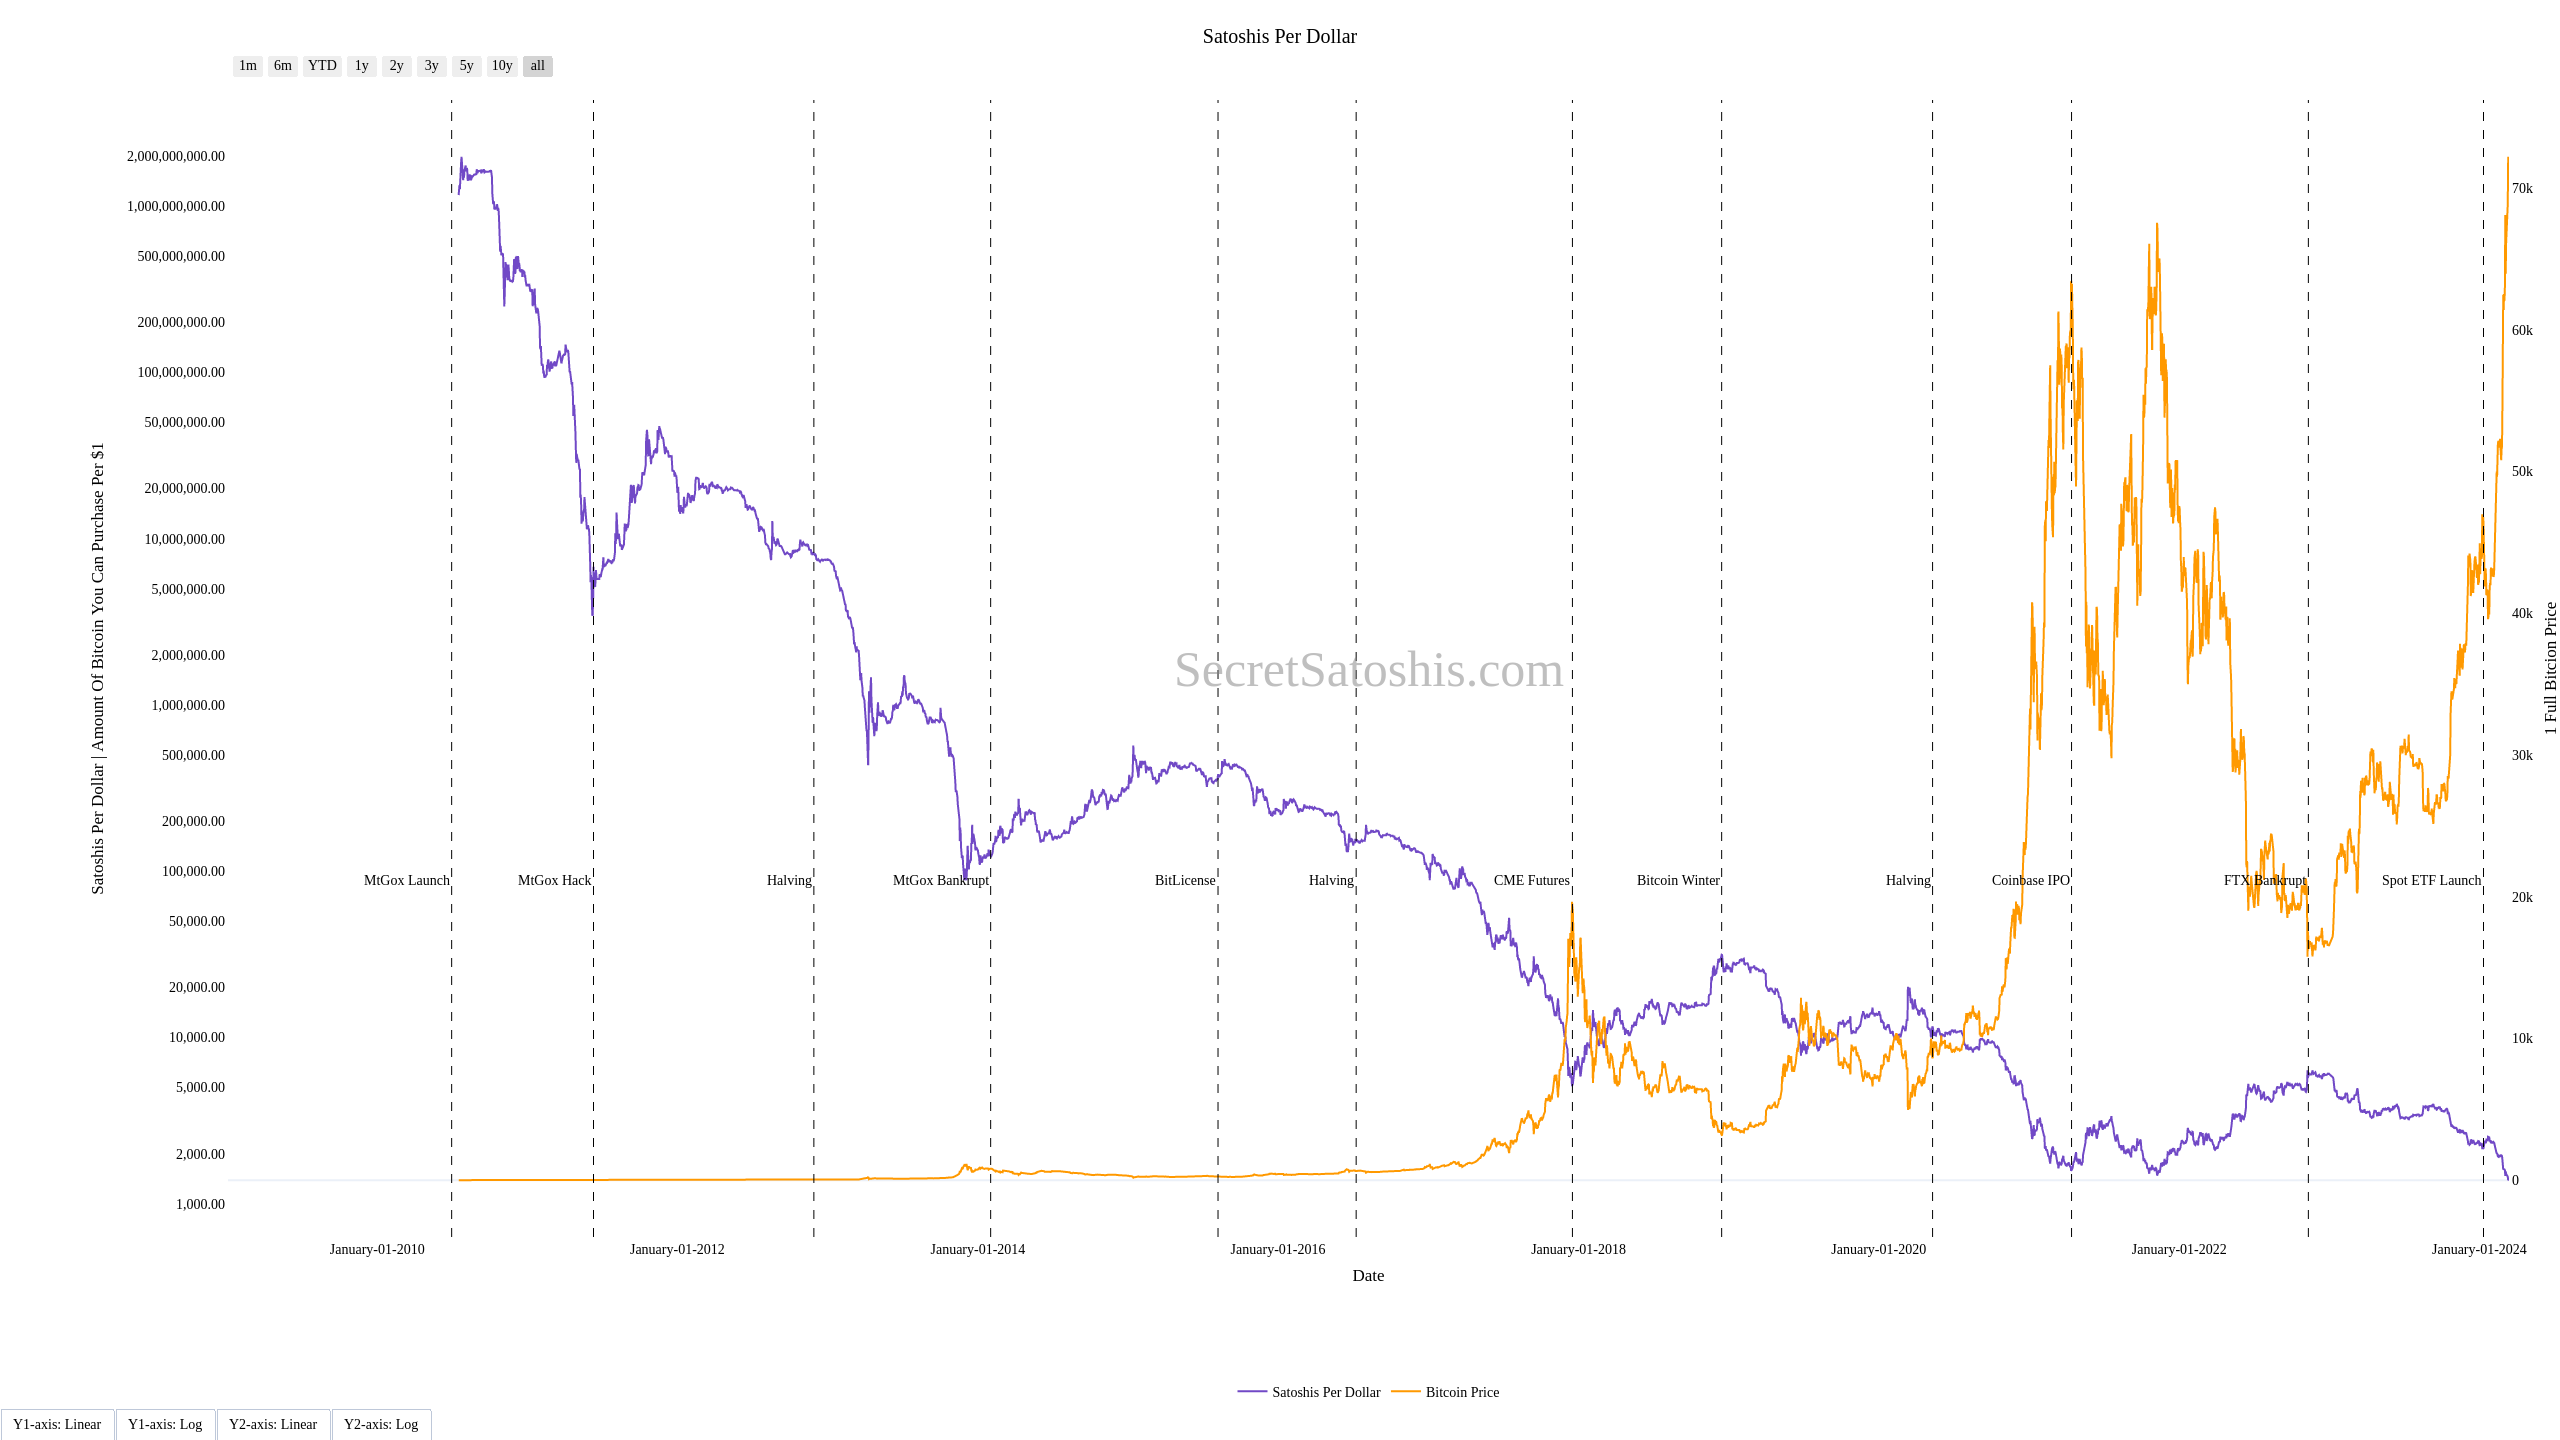 Satoshis Per Dollar
1m 6m YTD 1y 2y 3y 5y 10y all
2,000,000,000.00
1,000,000,000.00
500,000,000.00
200,000,000.00
100,000,000.00
50,000,000.00
20,000,000.00
10,000,000.00
5,000,000.00
2,000,000.00
1,000,000.00
500,000.00
200,000.00
100,000.00
50,000.00
20,000.00
10,000.00
5,000.00
2,000.00
1,000.00
Satoshis Per Dollar | Amount Of Bitcoin You Can Purchase Per $1
SecretSatoshis.com
MtGox Launch MtGox Hack Halving MtGox Bankrupt BitLicense Halving CME Futures Bitcoin Winter Halving Coinbase IPO FTX Bankrupt Spot ETF Launch
70k
60k
50k
40k
30k
20k
10k
0
1 Full Bitcion Price
January-01-2010 January-01-2012 January-01-2014 January-01-2016 January-01-2018 January-01-2020 January-01-2022 January-01-2024
Date
Satoshis Per Dollar Bitcoin Price
Y1-axis: Linear Y1-axis: Log Y2-axis: Linear Y2-axis: Log